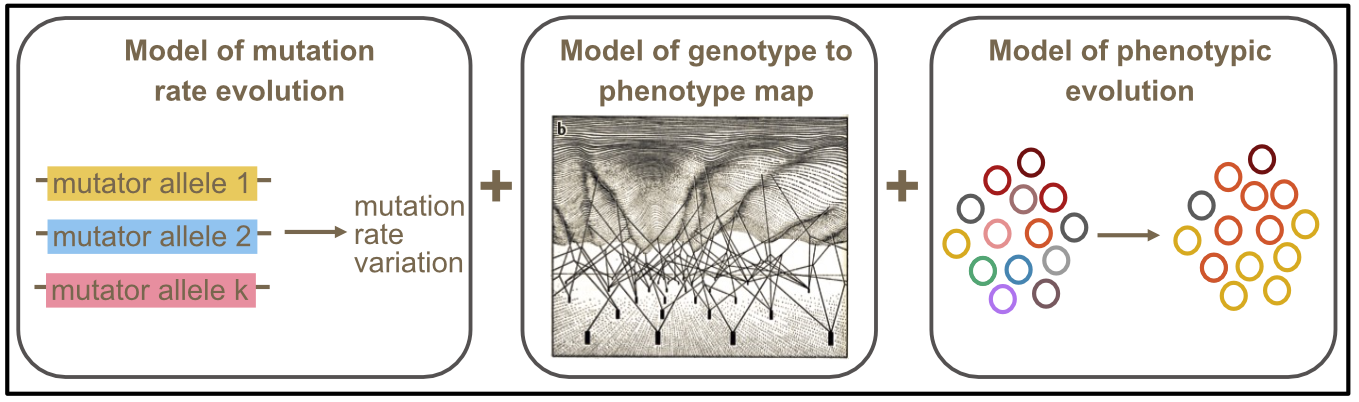 Model of mutation
rate evolution
mutator allele 1
mutator allele 2
mutator allele k
mutation
rate
variation
+
Model of genotype to
phenotype map
b
+
Model of phenotypic
evolution